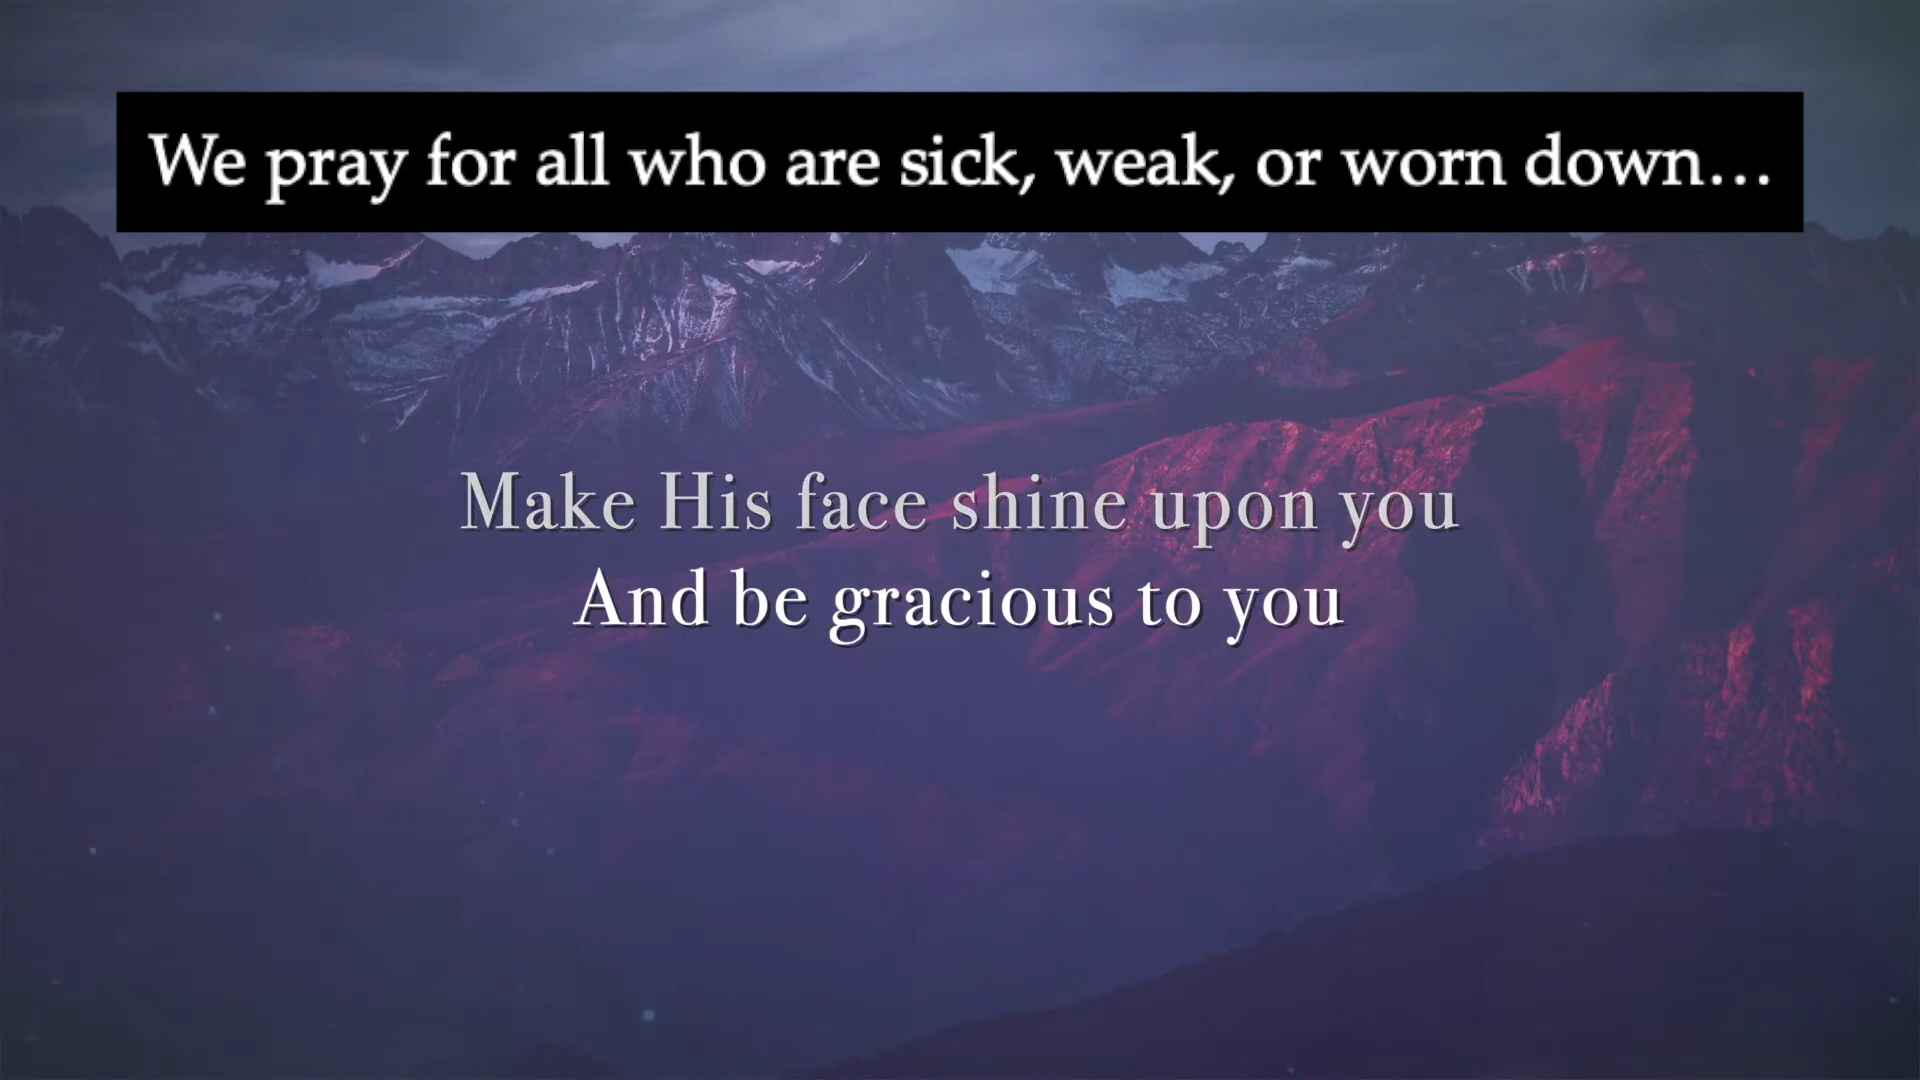 We pray for all who are sick, weak, or worn down…
Make His face shine upon you
And be gracious to you